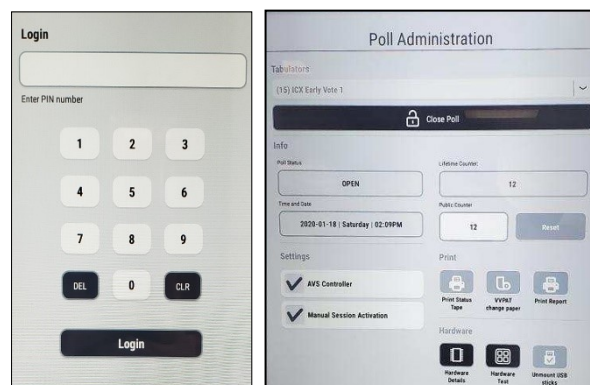 Login
Enter PIN number
1 2 3
4 5 6
7 8 9
DEL 0 CLR
Login
Poll Administration
Tabulators
(15) ICX Early Vote 1
Close Poll
Info
Poll Status
Lifetime Counter:
OPEN
12
Time and Date
Public Counter
2020-01-18 | Saturday | 02:09PM
12
Reset
Settings
Print
AVS Controller
Manual Session Activation
Print Status
Tape
VVPAT
change paper
Print Report
Hardware
Hardware
Details
Hardware
Test
Unmount USB
Sticks